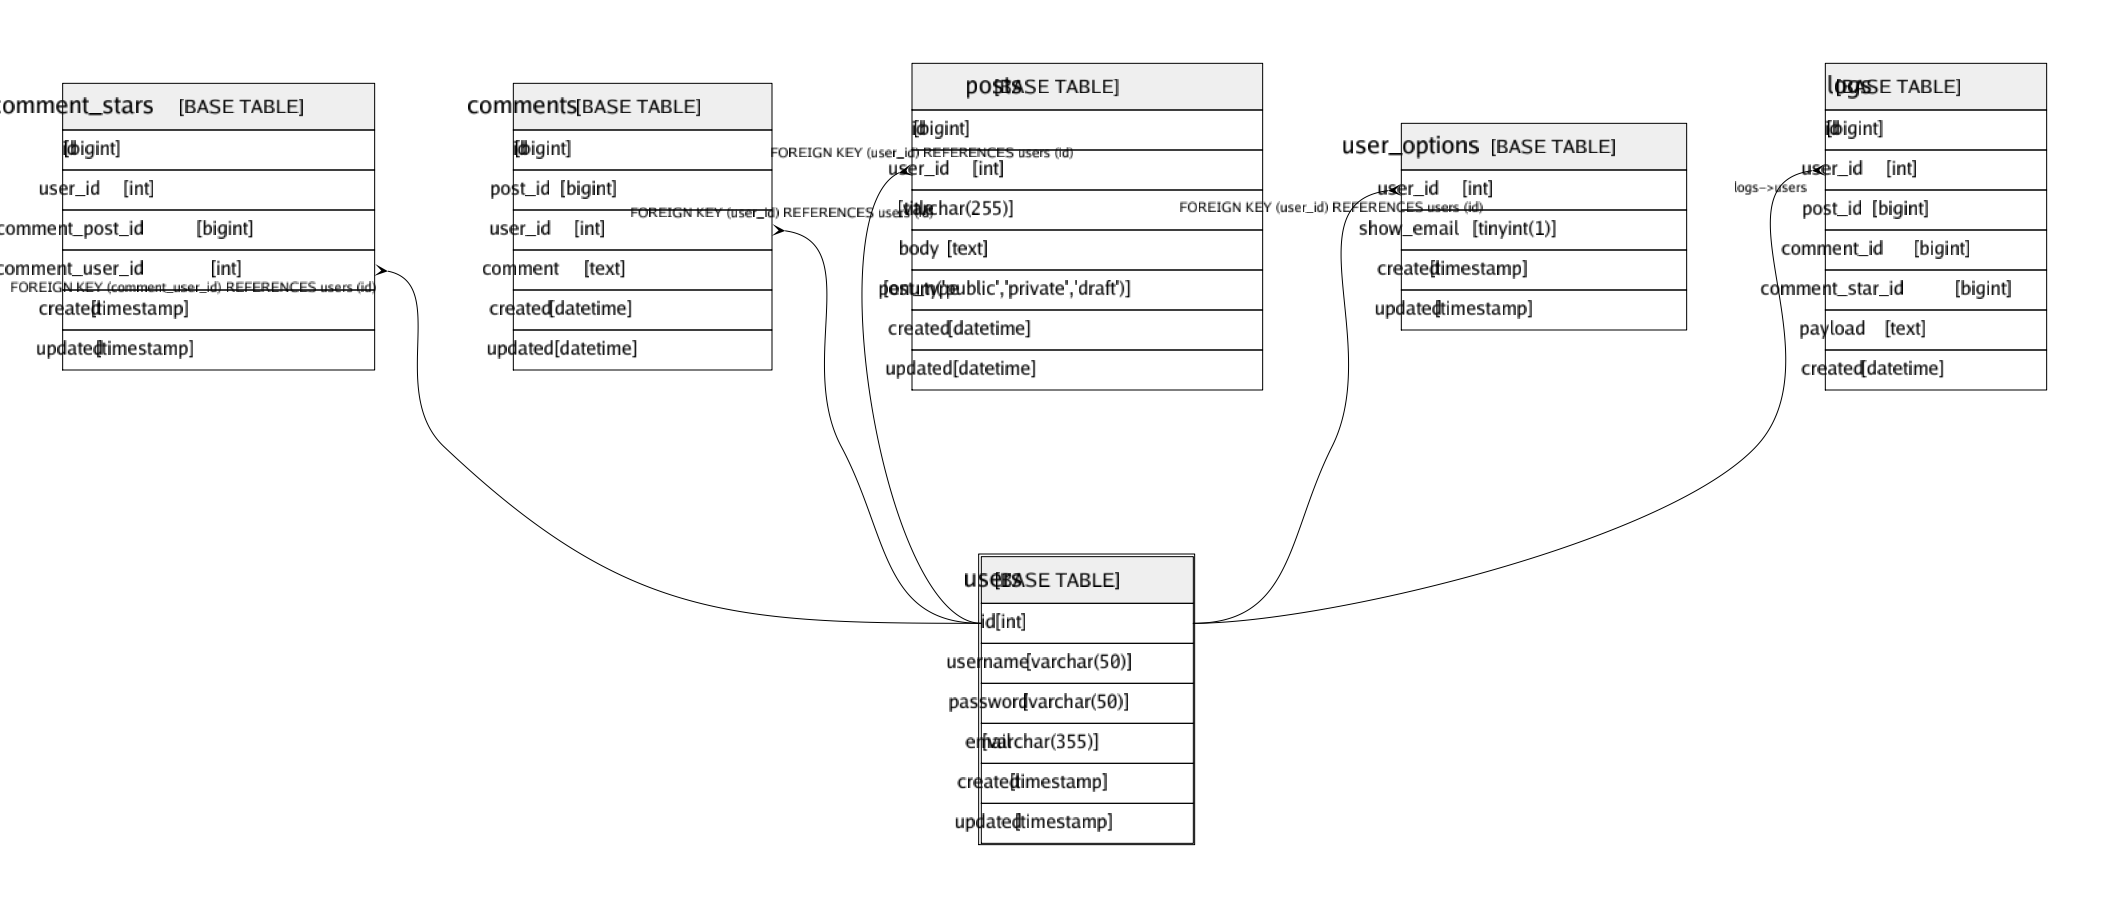 comment_stars [BASE TABLE]
id [bigint]
user_id [int]
comment_post_id [bigint]
comment_user_id [int]
FOREIGN KEY (comment_user_id) REFERENCES users (id)
created [timestamp]
updated [timestamp]
comments [BASE TABLE]
id [bigint]
post_id [bigint]
FOREIGN KEY (user_id) REFERENCES users (id)
user_id [int]
comment [text]
created [datetime]
updated [datetime]
posts [BASE TABLE]
id [bigint]
FOREIGN KEY (user_id) REFERENCES users (id)
user_id [int]
title [varchar(255)]
body [text]
post_type [enum('public','private','draft')]
created [datetime]
updated [datetime]
user_options [BASE TABLE]
user_id [int]
FOREIGN KEY (user_id) REFERENCES users (id)
show_email [tinyint(1)]
created [timestamp]
updated [timestamp]
logs [BASE TABLE]
id [bigint]
user_id [int]
logs->users
post_id [bigint]
comment_id [bigint]
comment_star_id [bigint]
payload [text]
created [datetime]
users [BASE TABLE]
id [int]
username [varchar(50)]
password [varchar(50)]
email [varchar(355)]
created [timestamp]
updated [timestamp]